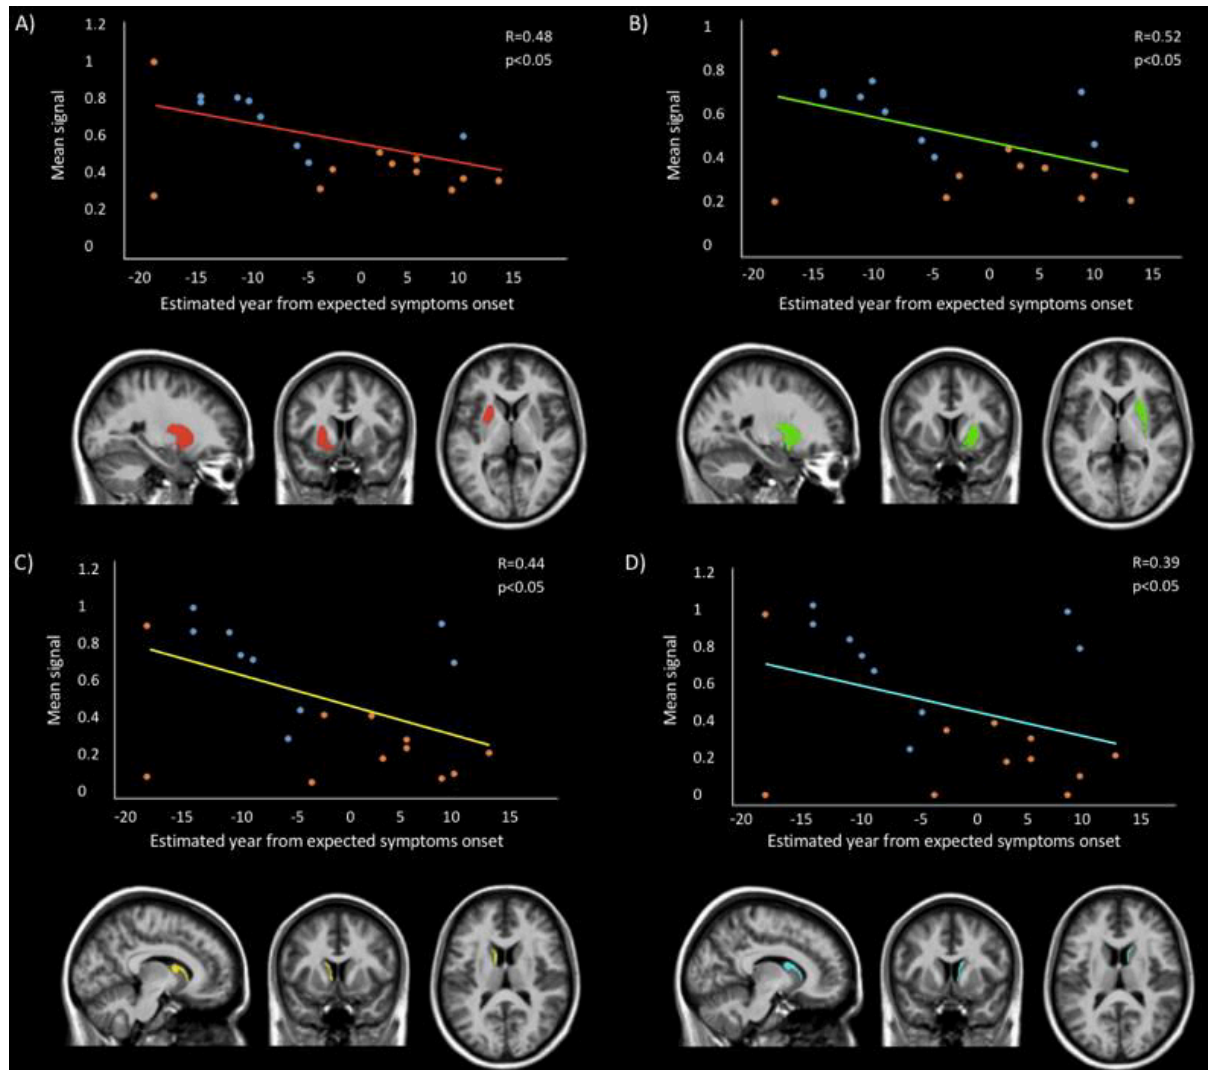 A)
R=0.48
p<0.05
1.2
1
0.8
0.6
0.4
0.2
0
Mean signal
-20 -15 -10 -5 0 5 10 15
Estimated year from expected symptoms onset
B)
R=0.52
p<0.05
1
0.8
0.6
0.4
0.2
0
Mean signal
-20 -15 -10 -5 0 5 10 15
Estimated year from expected symptoms onset
C)
R=0.44
p<0.05
1.2
1
0.8
0.6
0.4
0.2
0
Mean signal
-20 -15 -10 -5 0 5 10 15
Estimated year from expected symptoms onset
D)
R=0.39
p<0.05
1.2
1
0.8
0.6
0.4
0.2
0
Mean signal
-20 -15 -10 -5 0 5 10 15
Estimated year from expected symptoms onset